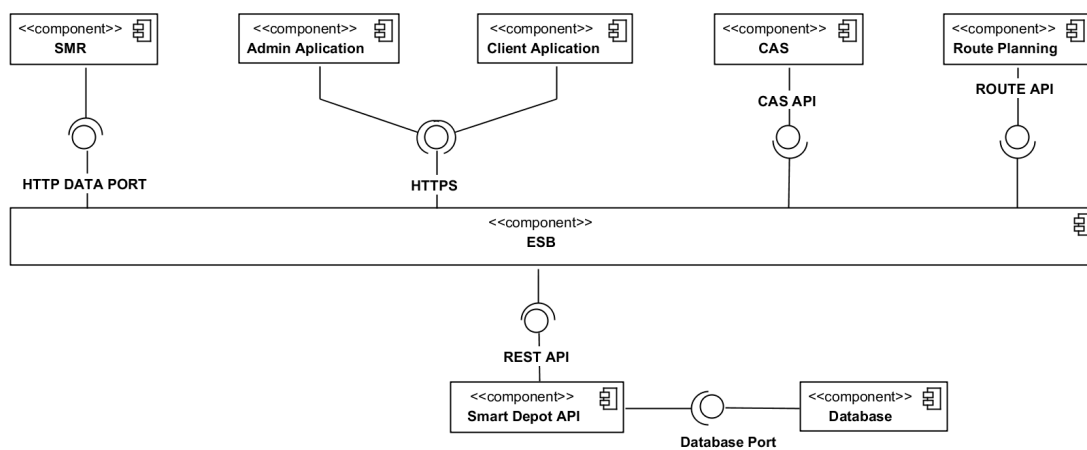 <<component>>
SMR
<<component>>
Admin Aplication
<<component>>
Client Aplication
<<component>>
CAS
<<component>>
Route Planning
CAS API
ROUTE API
HTTP DATA PORT
HTTPS
<<component>>
ESB
REST API
<<component>>
Smart Depot API
<<component>>
Database
Database Port